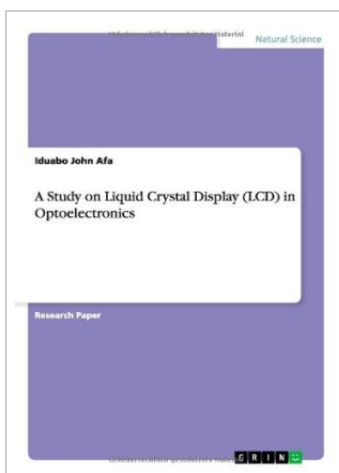 Natural Science
Iduabo John Afa
A Study on Liquid Crystal Display (LCD) in
Optoelectronics
Research Paper
GRIN